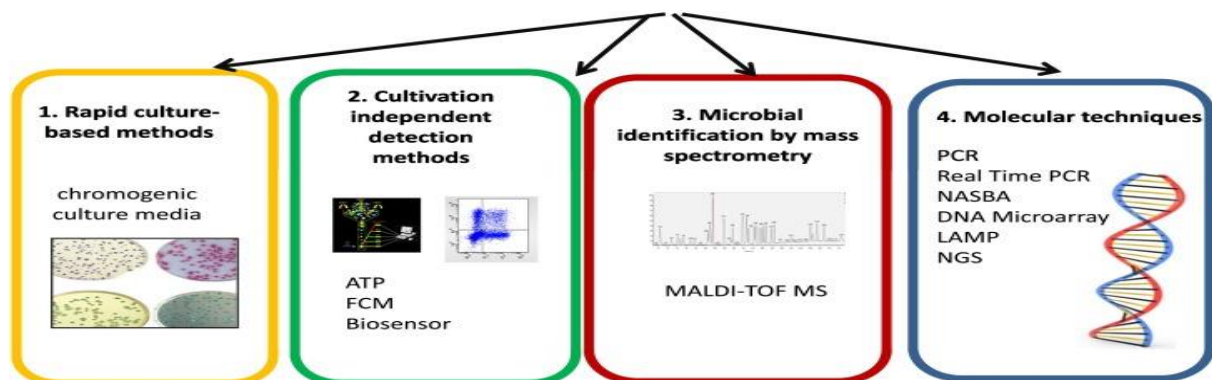 1. Rapid culture-
based methods
chromogenic
culture media
2. Cultivation
independent
detection
methods
ATP
FCM
Biosensor
3. Microbial
identification by mass
spectrometry
MALDI-TOF MS
4. Molecular techniques
PCR
Real Time PCR
NASBA
DNA Microarray
LAMP
NGS